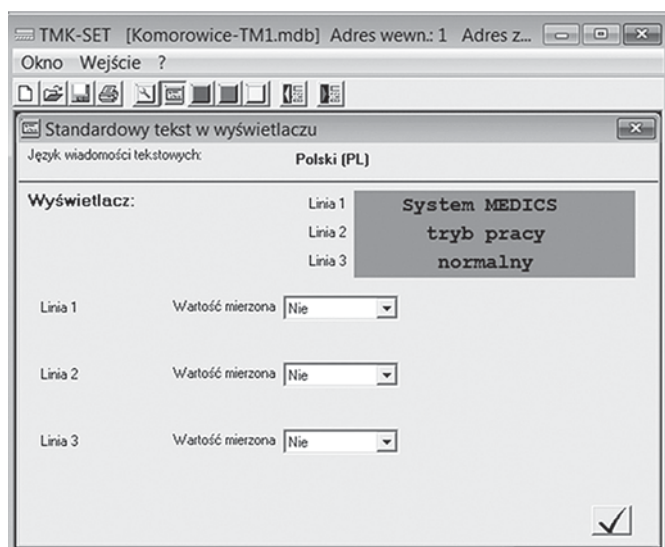 TMK-SET [Komorowice-TM1.mdb] Adres wewn.: 1 Adres z...
Okno Wejście ?
Standardowy tekst w wyświetlaczu
Język wiadomości tekstowych: Polski (PL)
Wyświetlacz:
Linia 1 System MEDICS
Linia 2 tryb pracy
Linia 3 normalny
Linia 1 Wartość mierzona Nie
Linia 2 Wartość mierzona Nie
Linia 3 Wartość mierzona Nie